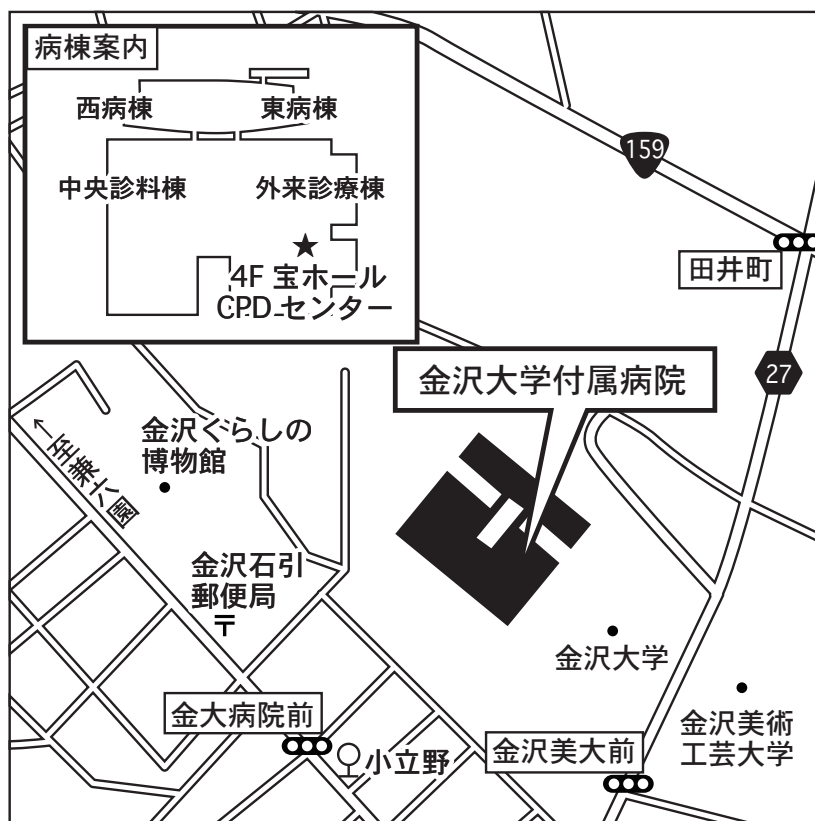 病棟案内
西病棟
東病棟
中央診料棟
外来診療棟
★
4F 宝ホール
CPD センター
159
田井町
27
金沢大学付属病院
金沢くらしの
博物館
←至兼六園
金沢石引
郵便局
〒
金沢大学
金沢美術
工芸大学
金大病院前
小立野
金沢美大前